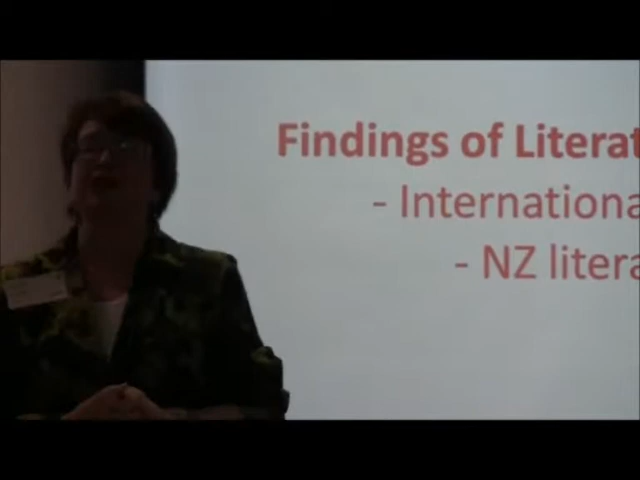 Findings of Literat
- Internationa
- NZ litera